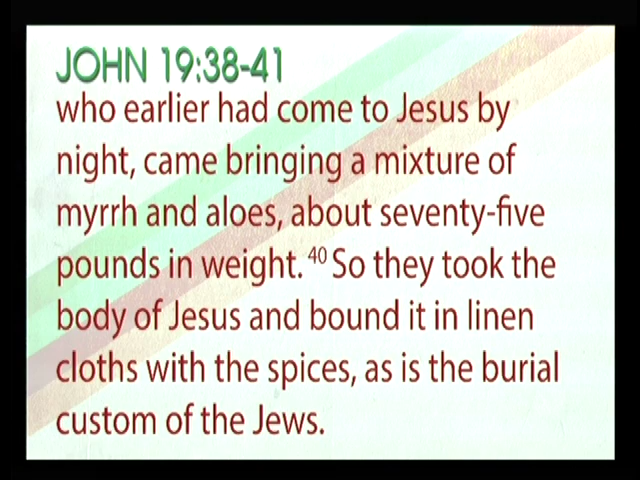 JOHN 19:38-41
who earlier had come to Jesus by
night, came bringing a mixture of
myrrh and aloes, about seventy-five
pounds in weight. 40 So they took the
body of Jesus and bound it in linen
cloths with the spices, as is the burial
custom of the Jews.